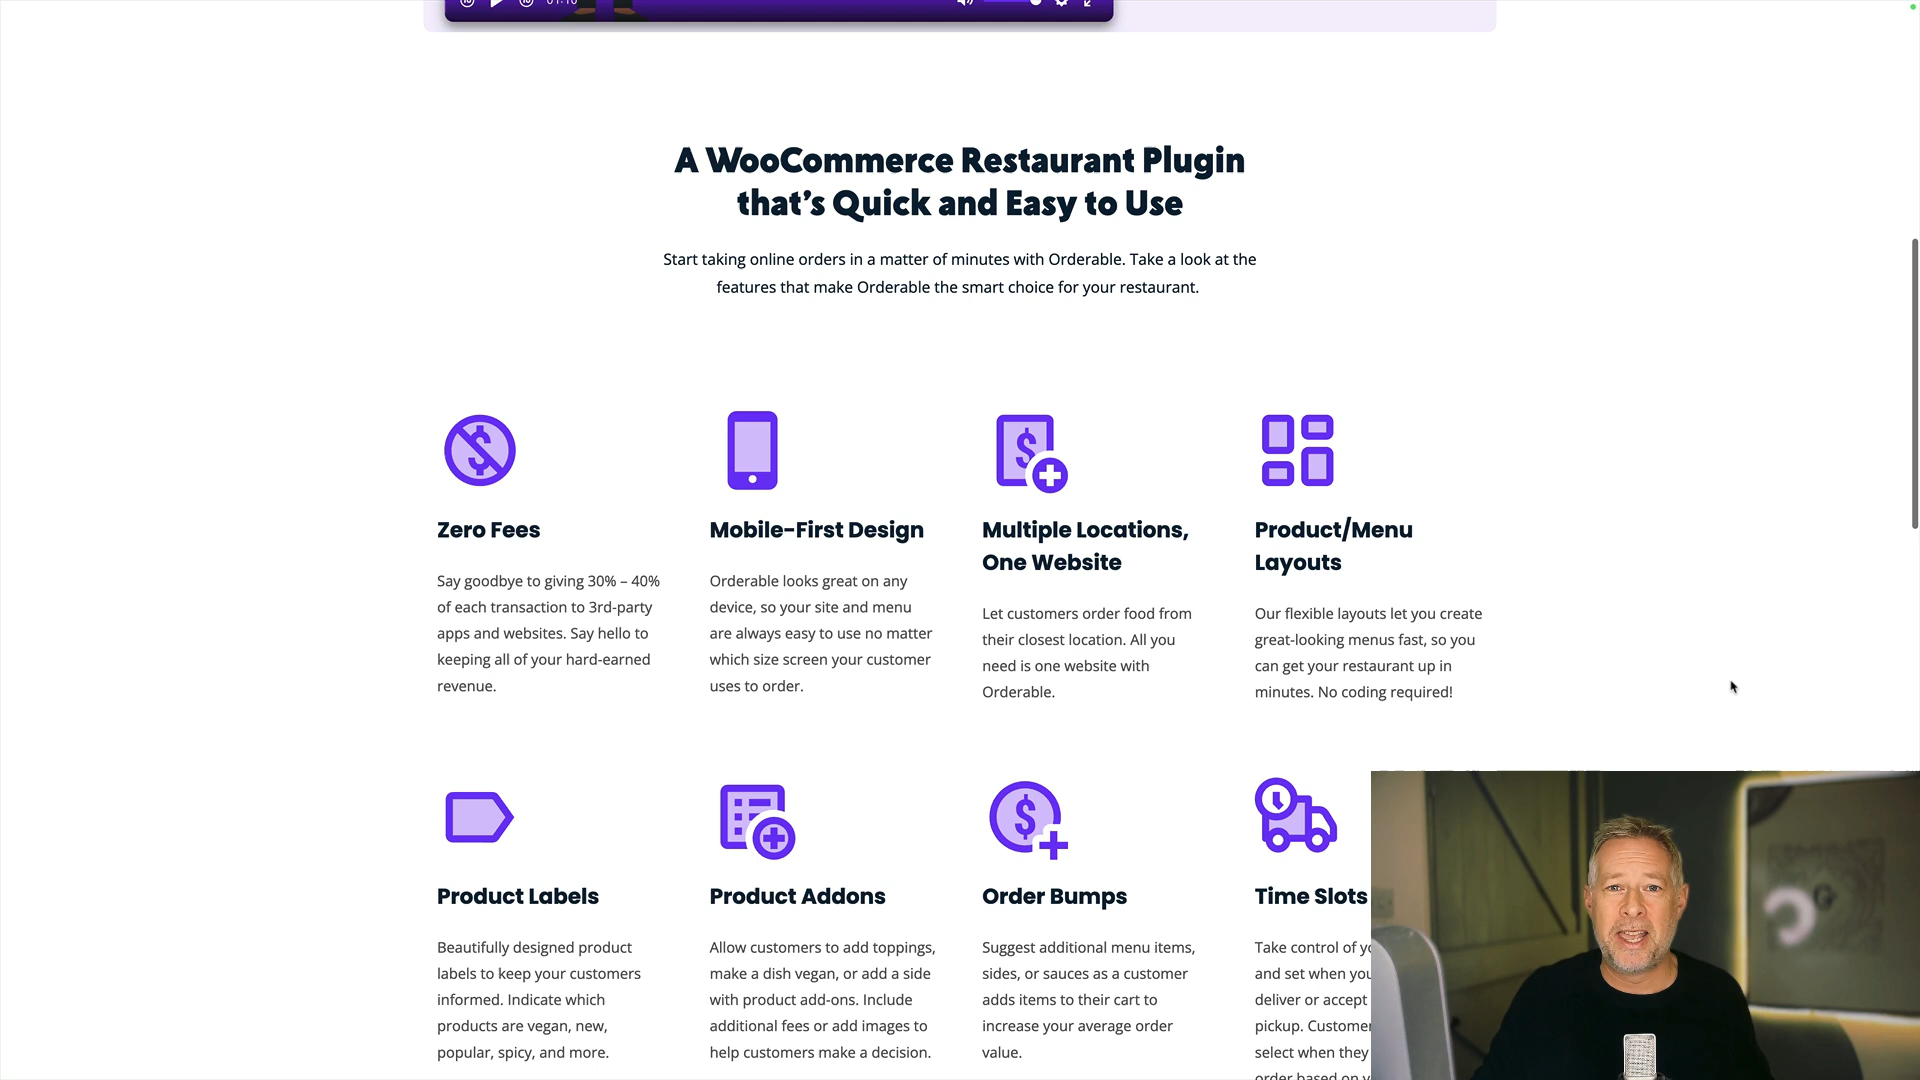 A WooCommerce Restaurant Plugin
that's Quick and Easy to Use
Start taking online orders in a matter of minutes with Orderable. Take a look at the
features that make Orderable the smart choice for your restaurant.
Zero Fees
Say goodbye to giving 30% – 40%
of each transaction to 3rd-party
apps and websites. Say hello to
keeping all of your hard-earned
revenue.
Mobile-First Design
Orderable looks great on any
device, so your site and menu
are always easy to use no matter
which size screen your customer
uses to order.
Multiple Locations,
One Website
Let customers order food from
their closest location. All you
need is one website with
Orderable.
Product/Menu
Layouts
Our flexible layouts let you create
great-looking menus fast, so you
can get your restaurant up in
minutes. No coding required!
Product Labels
Beautifully designed product
labels to keep your customers
informed. Indicate which
products are vegan, new,
popular, spicy, and more.
Product Addons
Allow customers to add toppings,
make a dish vegan, or add a side
with product add-ons. Include
additional fees or add images to
help customers make a decision.
Order Bumps
Suggest additional menu items,
sides, or sauces as a customer
adds items to their cart to
increase your average order
value.
Time Slots
Take control of
and set when you
deliver or accept
pickup.
select when they
order based on